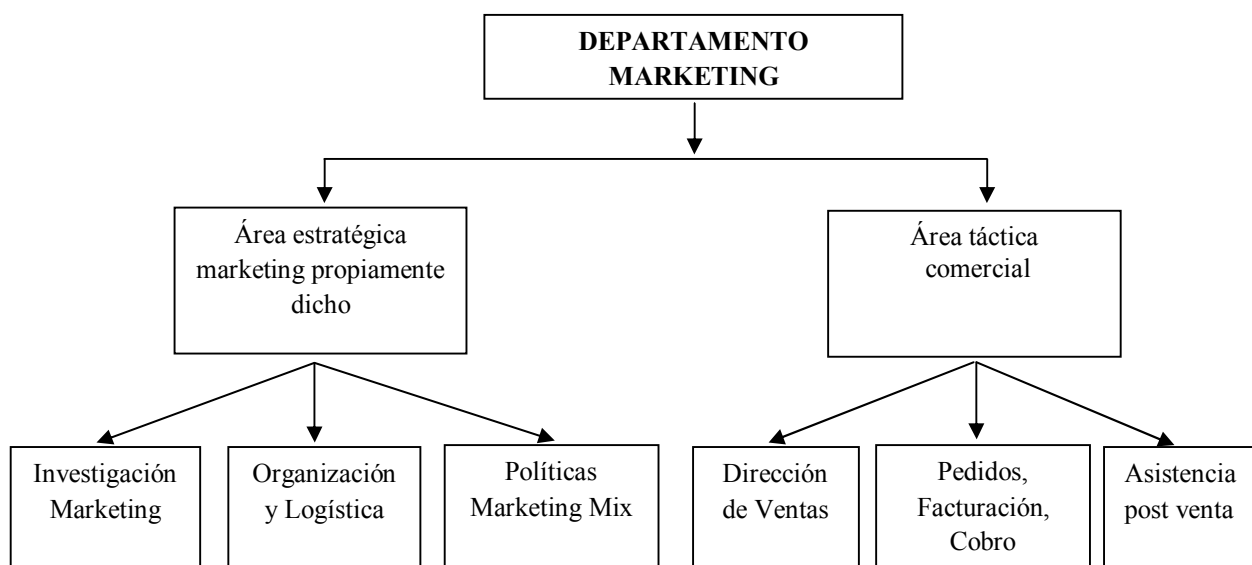 DEPARTAMENTO
MARKETING
Área estratégica
marketing propiamente
dicho
Área táctica
comercial
Investigación
Marketing
Organización
y Logística
Políticas
Marketing Mix
Dirección
de Ventas
Pedidos,
Facturación,
Cobro
Asistencia
post venta